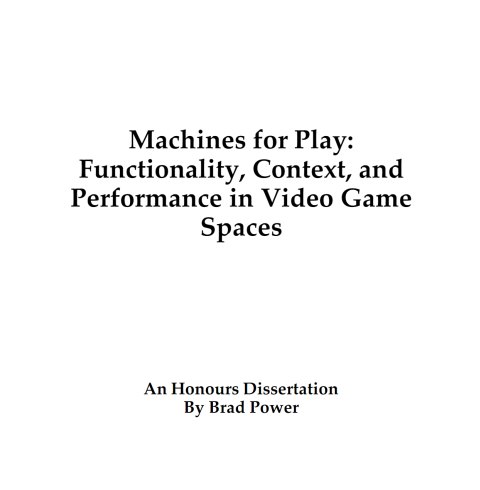 Machines for Play:
Functionality, Context, and
Performance in Video Game
Spaces
An Honours Dissertation
By Brad Power